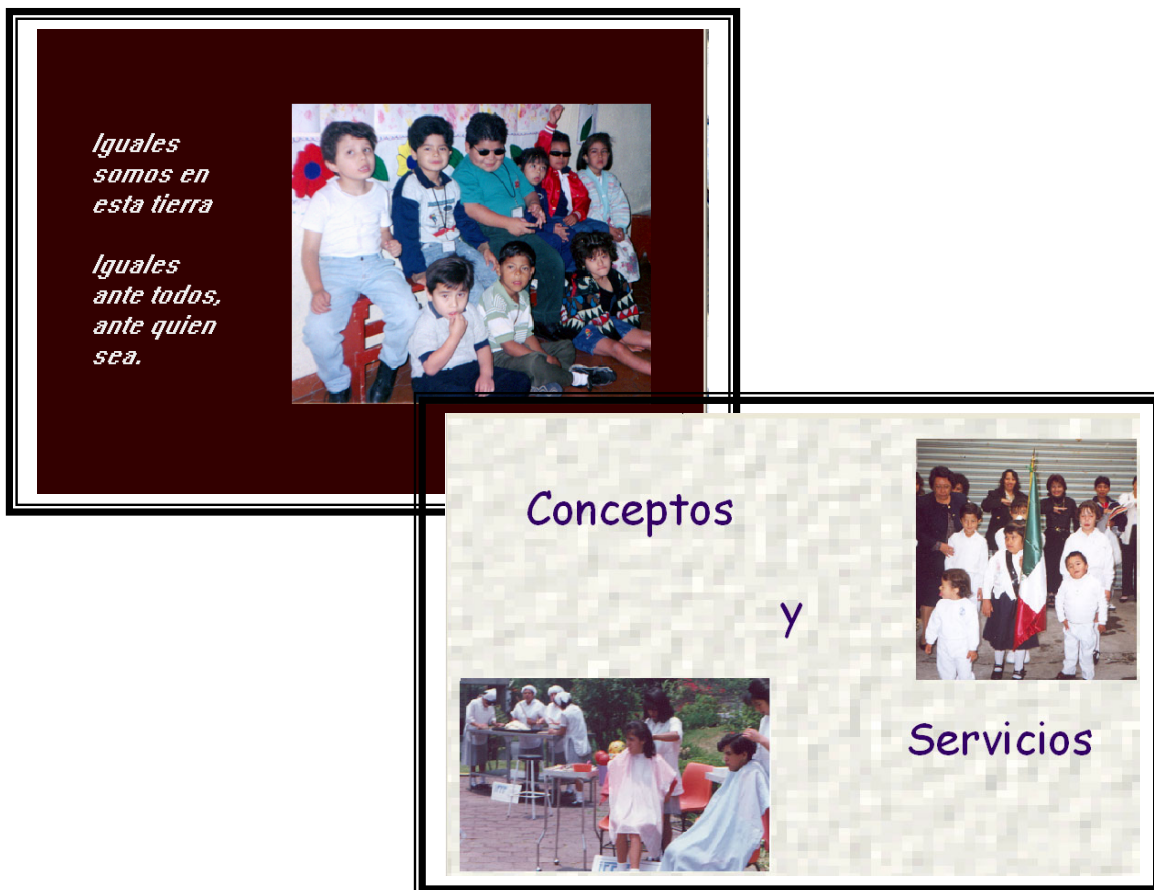 Iguales
somos en
esta tierra
Iguales
ante todos,
ante quien
sea.
Conceptos
y
Servicios